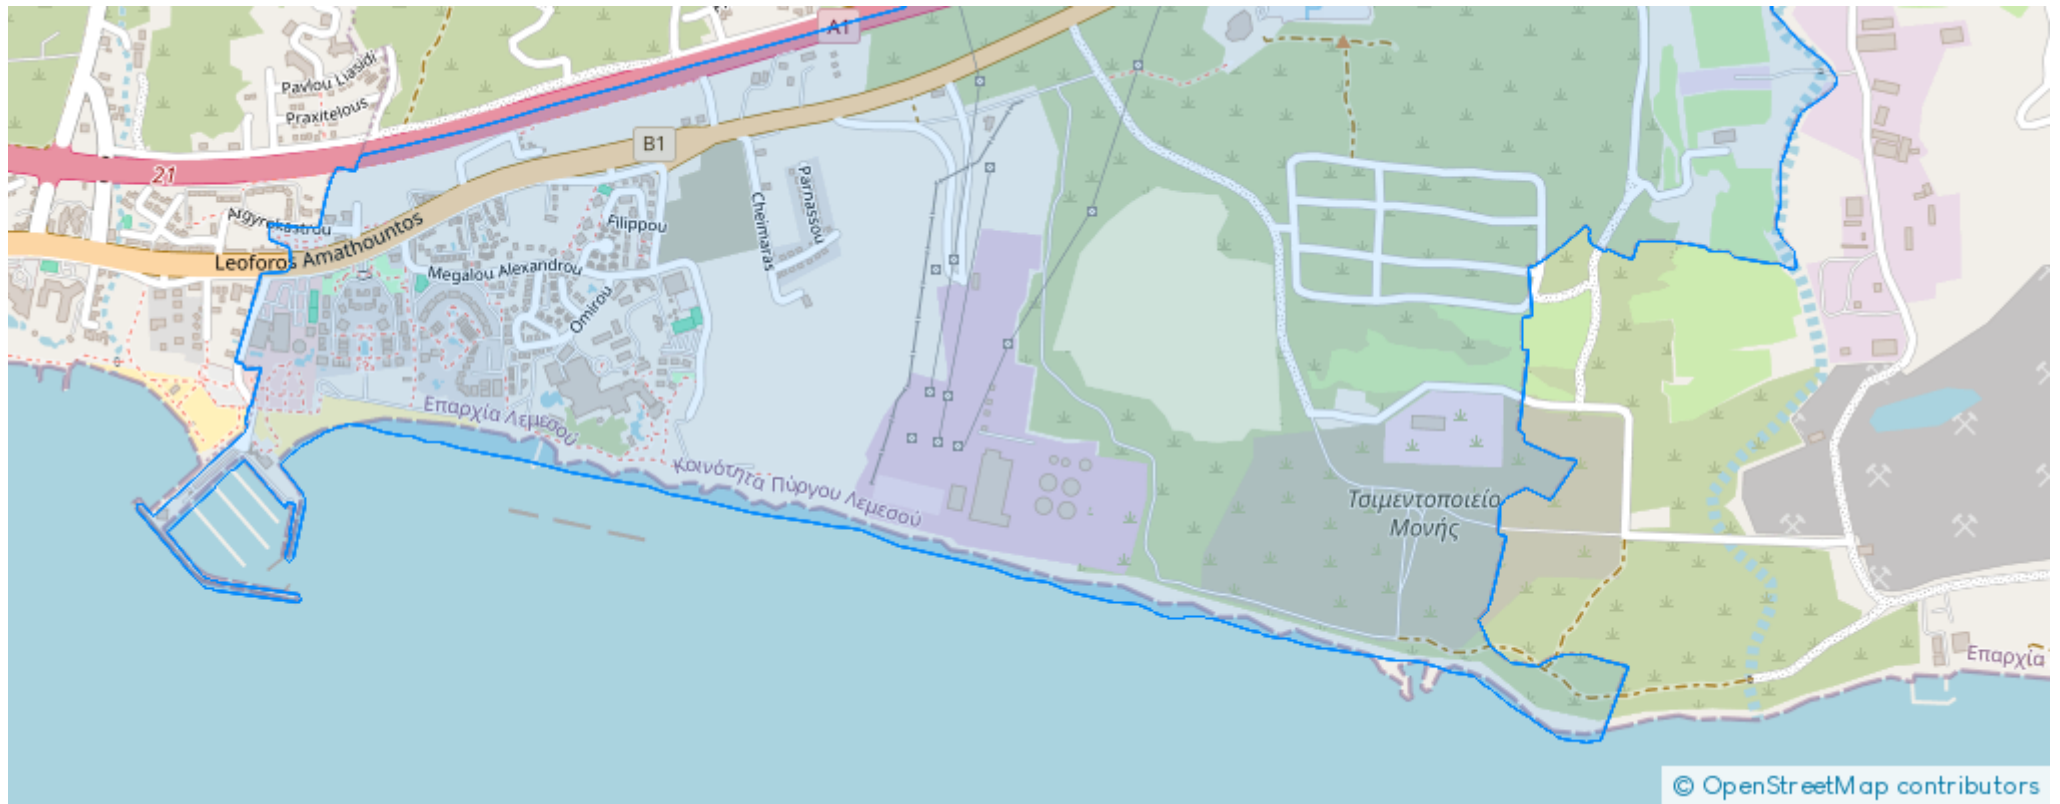 A1
Pavlou Liasidi
Praxitelous
B1
21
Argyrokastrou
Leoforos Amathountos
Filippou
Parnassou
Cheimaras
Megalou Alexandrou
Omirou
Επαρχία Λεμεσού
Κοινότητα Πύργου Λεμεσού
Τσιμεντοποιείο
Μονής
Επαρχία
© OpenStreetMap contributors